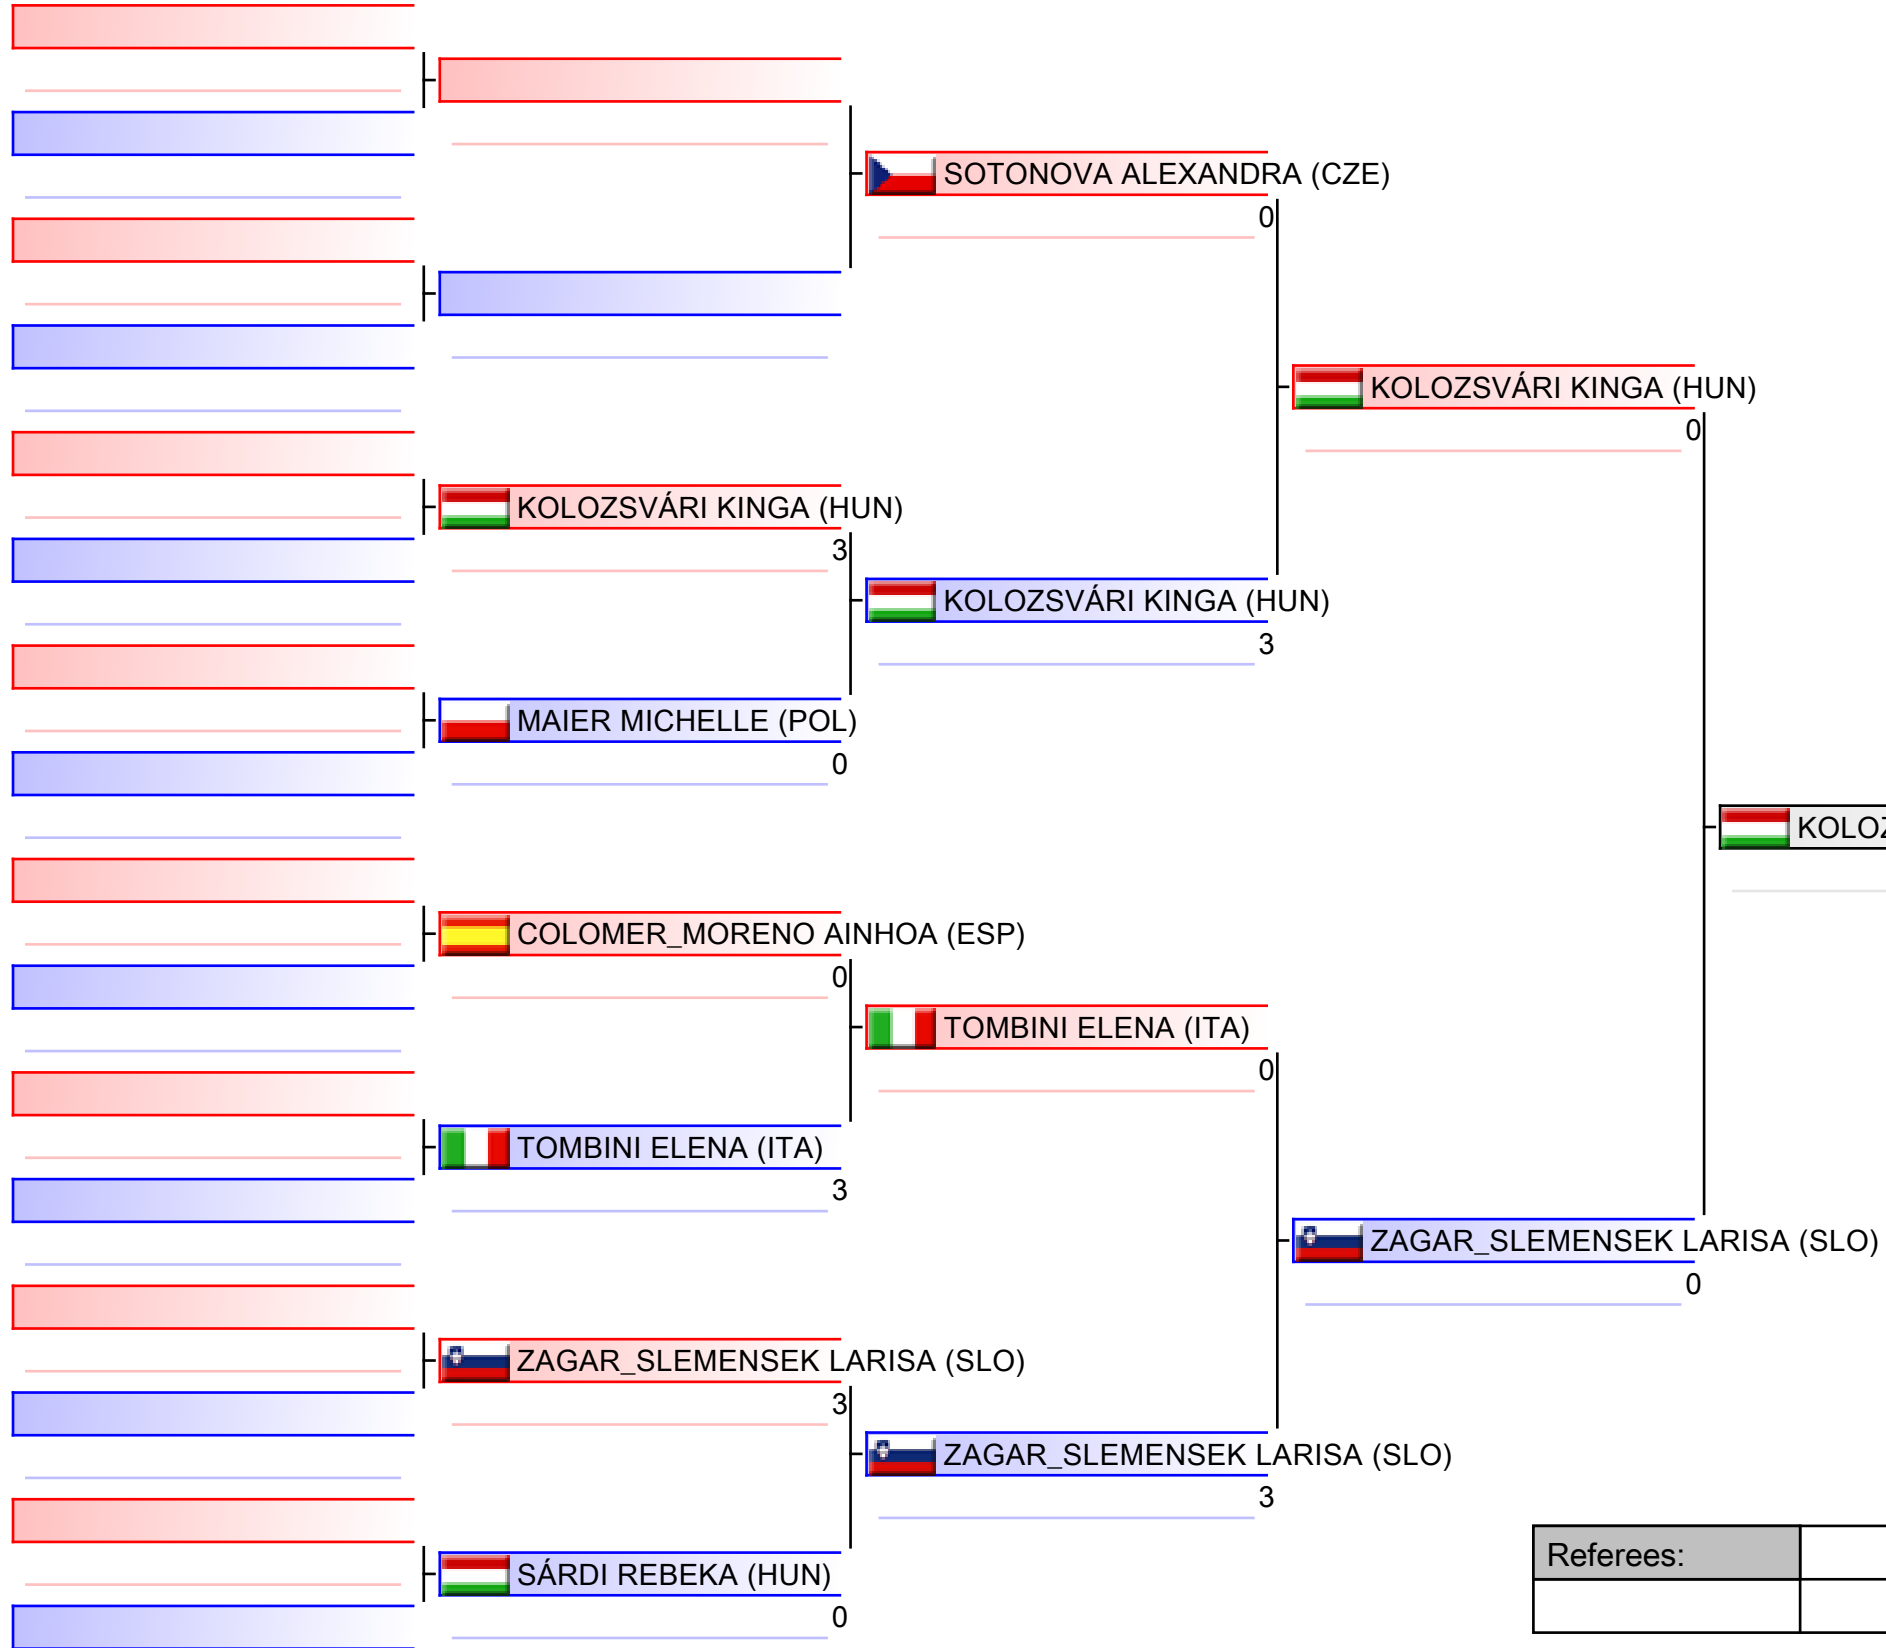 SOTONOVA ALEXANDRA (CZE)
0
KOLOZSVÁRI KINGA (HUN)
0
KOLOZSVÁRI KINGA (HUN)
3
KOLOZSVÁRI KINGA (HUN)
3
MAIER MICHELLE (POL)
0
KOLOZ
COLOMER_MORENO AINHOA (ESP)
0
TOMBINI ELENA (ITA)
0
TOMBINI ELENA (ITA)
3
ZAGAR_SLEMENSEK LARISA (SLO)
0
ZAGAR_SLEMENSEK LARISA (SLO)
3
ZAGAR_SLEMENSEK LARISA (SLO)
3
Referees:
SÁRDI REBEKA (HUN)
0